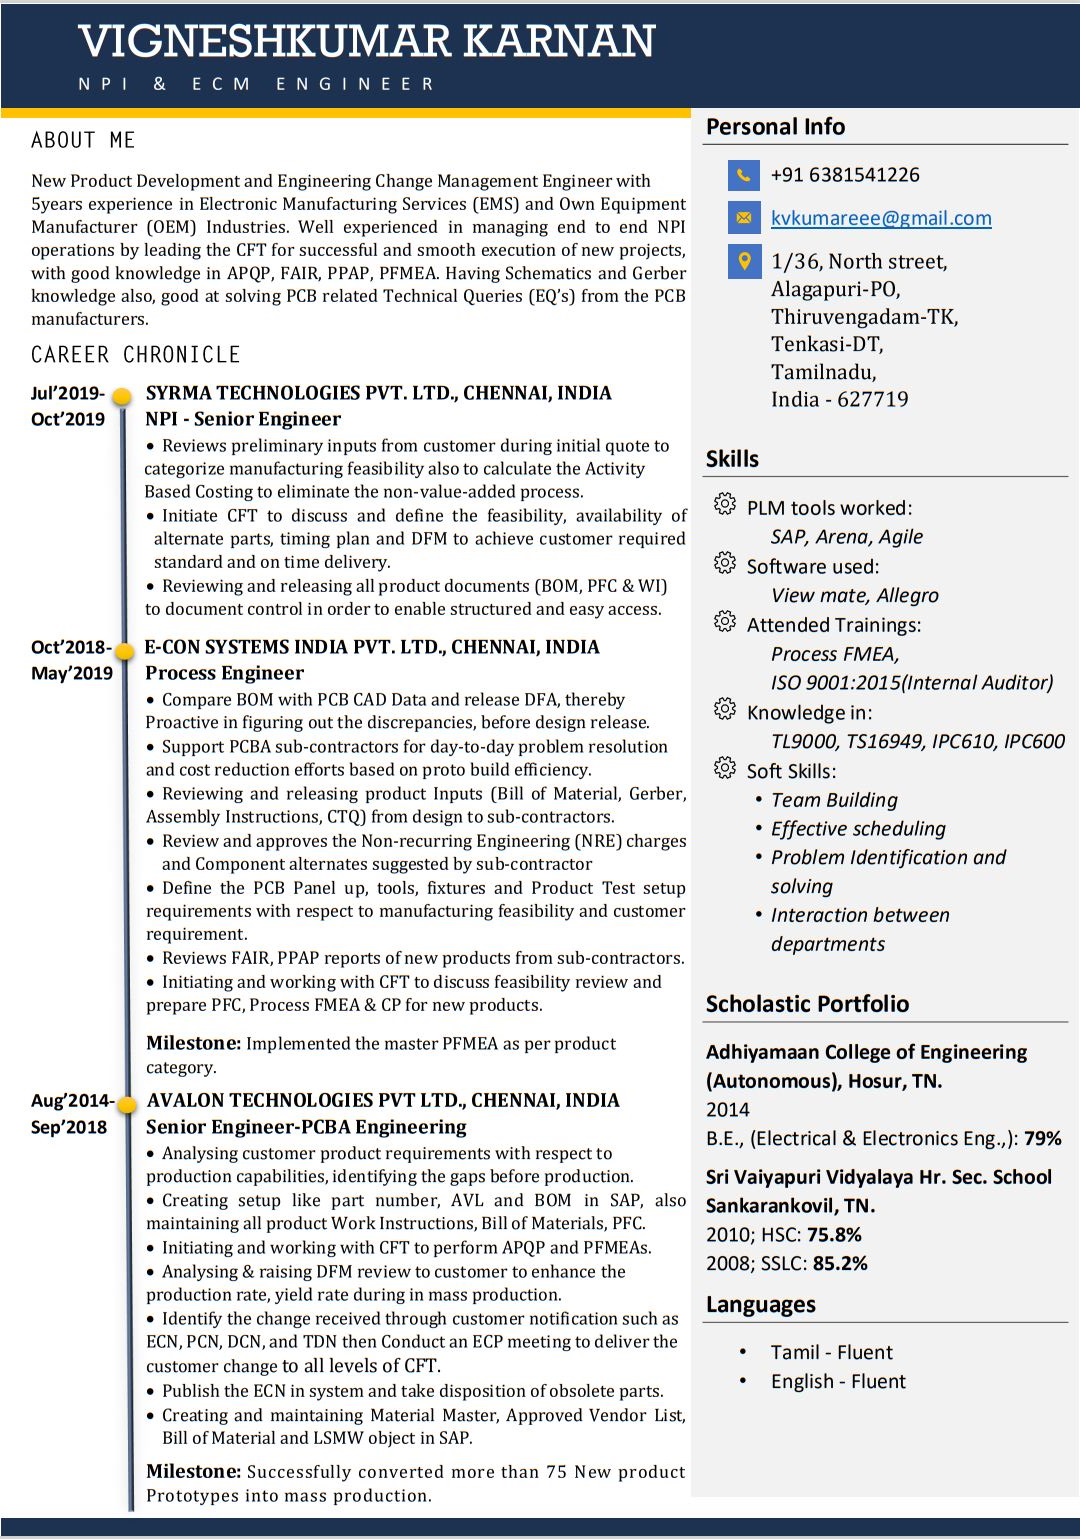 VIGNESHKUMAR KARNAN
NPI & ECM ENGINEER
ABOUT ME
New Product Development and Engineering Change Management Engineer with
5years experience in Electronic Manufacturing Services (EMS) and Own Equipment
Manufacturer (OEM) Industries. Well experienced in managing end to end NPI
operations by leading the CFT for successful and smooth execution of new projects,
with good knowledge in APQP, FAIR, PPAP, PFMEA. Having Schematics and Gerber
knowledge also, good at solving PCB related Technical Queries (EQ's) from the PCB
manufacturers.
CAREER CHRONICLE
Jul'2019-
Oct'2019
SYRMA TECHNOLOGIES PVT. LTD., CHENNAI, INDIA
NPI - Senior Engineer
• Reviews preliminary inputs from customer during initial quote to
categorize manufacturing feasibility also to calculate the Activity
Based Costing to eliminate the non-value-added process.
• Initiate CFT to discuss and define the feasibility, availability of
alternate parts, timing plan and DFM to achieve customer required
standard and on time delivery.
• Reviewing and releasing all product documents (BOM, PFC & WI)
to document control in order to enable structured and easy access.
Oct'2018-
May'2019
E-CON SYSTEMS INDIA PVT. LTD., CHENNAI, INDIA
Process Engineer
• Compare BOM with PCB CAD Data and release DFA, thereby
Proactive in figuring out the discrepancies, before design release.
• Support PCBA sub-contractors for day-to-day problem resolution
and cost reduction efforts based on proto build efficiency.
• Reviewing and releasing product Inputs (Bill of Material, Gerber,
Assembly Instructions, CTQ) from design to sub-contractors.
• Review and approves the Non-recurring Engineering (NRE) charges
and Component alternates suggested by sub-contractor
• Define the PCB Panel up, tools, fixtures and Product Test setup
requirements with respect to manufacturing feasibility and customer
requirement.
• Reviews FAIR, PPAP reports of new products from sub-contractors.
• Initiating and working with CFT to discuss feasibility review and
prepare PFC, Process FMEA & CP for new products.
Milestone: Implemented the master PFMEA as per product
category.
Aug'2014-
Sep'2018
AVALON TECHNOLOGIES PVT LTD., CHENNAI, INDIA
Senior Engineer-PCBA Engineering
• Analysing customer product requirements with respect to
production capabilities, identifying the gaps before production.
• Creating setup like part number, AVL and BOM in SAP, also
maintaining all product Work Instructions, Bill of Materials, PFC.
• Initiating and working with CFT to perform APQP and PFMEAs.
• Analysing & raising DFM review to customer to enhance the
production rate, yield rate during in mass production.
• Identify the change received through customer notification such as
ECN, PCN, DCN, and TDN then Conduct an ECP meeting to deliver the
customer change to all levels of CFT.
• Publish the ECN in system and take disposition of obsolete parts.
• Creating and maintaining Material Master, Approved Vendor List,
Bill of Material and LSMW object in SAP.
Milestone: Successfully converted more than 75 New product
Prototypes into mass production.
Personal Info
+91 6381541226
kvkumareee@gmail.com
1/36, North street,
Alagapuri-PO,
Thiruvengadam-TK,
Tenkasi-DT,
Tamilnadu,
India - 627719
Skills
PLM tools worked:
SAP, Arena, Agile
Software used:
View mate, Allegro
Attended Trainings:
Process FMEA,
ISO 9001:2015(Internal Auditor)
Knowledge in:
TL9000, TS16949, IPC610, IPC600
Soft Skills:
• Team Building
• Effective scheduling
• Problem Identification and
solving
• Interaction between
departments
Scholastic Portfolio
Adhiyamaan College of Engineering
(Autonomous), Hosur, TN.
2014
B.E., (Electrical & Electronics Eng.,): 79%
Sri Vaiyapuri Vidyalaya Hr. Sec. School
Sankarankovil, TN.
2010; HSC: 75.8%
2008; SSLC: 85.2%
Languages
• Tamil - Fluent
• English - Fluent